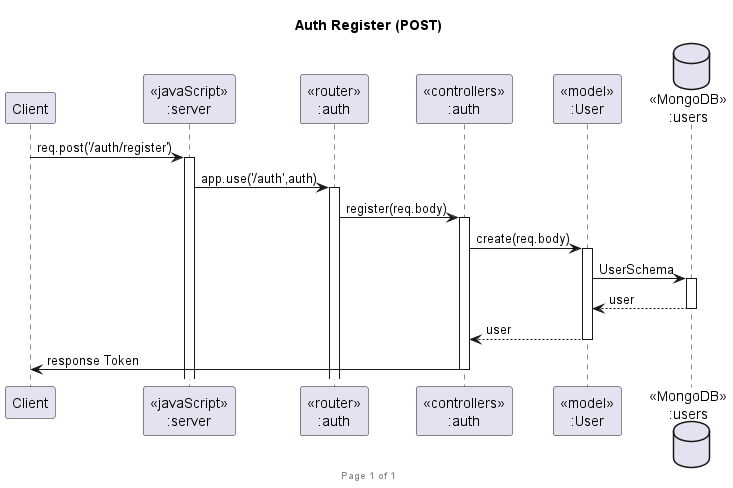 Auth Register (POST)
Client
«javaScript»
:server
«router»
:auth
«controllers»
:auth
«model»
:User
«MongoDB»
:users
req.post('/auth/register')
app.use('/auth',auth)
register(req.body)
create(req.body)
UserSchema
user
user
response Token
Client
«javaScript»
:server
«router»
:auth
«controllers»
:auth
«model»
:User
«MongoDB»
:users
Page 1 of 1